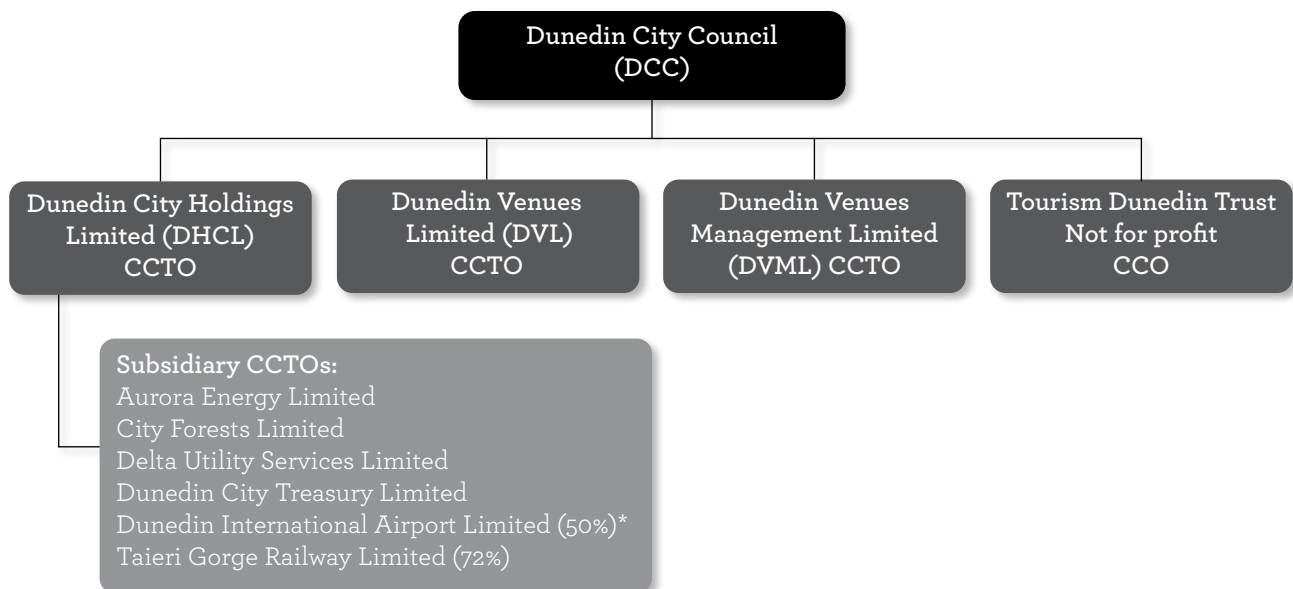 Dunedin City Council
(DCC)
Dunedin City Holdings
Limited (DHCL)
CCTO
Dunedin Venues
Limited (DVL)
CCTO
Dunedin Venues
Management Limited
(DVML) CCTO
Tourism Dunedin Trust
Not for profit
CCO
Subsidiary CCTOs:
Aurora Energy Limited
City Forests Limited
Delta Utility Services Limited
Dunedin City Treasury Limited
Dunedin International Airport Limited (50%)*
Taieri Gorge Railway Limited (72%)